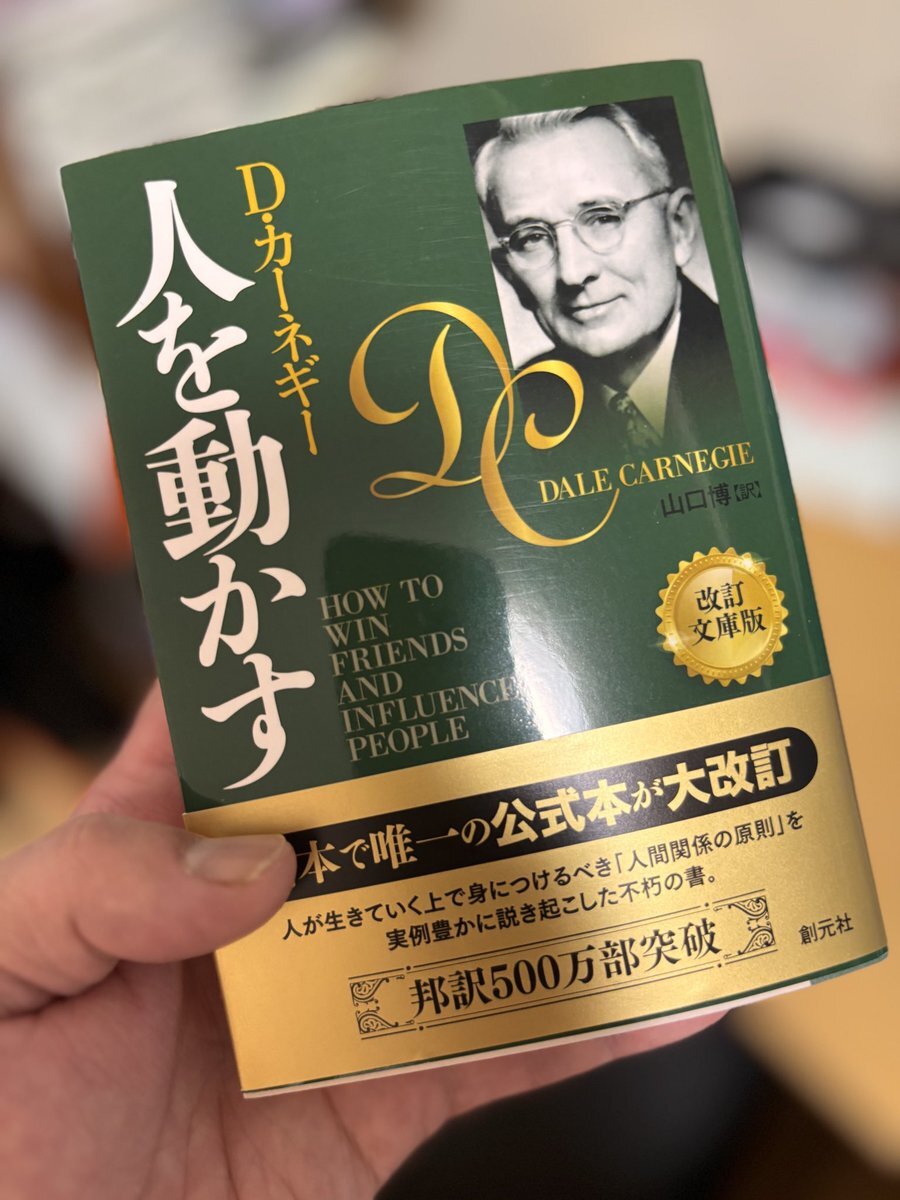 D・カーネギー
人を動かす
DC
DALE CARNEGIE
山口博【訳】
HOW TO
WIN
FRIENDS
AND
INFLUENCE
PEOPLE
改訂
文庫版
本で唯一の公式本が大改訂
人が生きていく上で身につけるべき「人間関係の原則」を
実例豊かに説き起こした不朽の書。
邦訳500万部突破
創元社